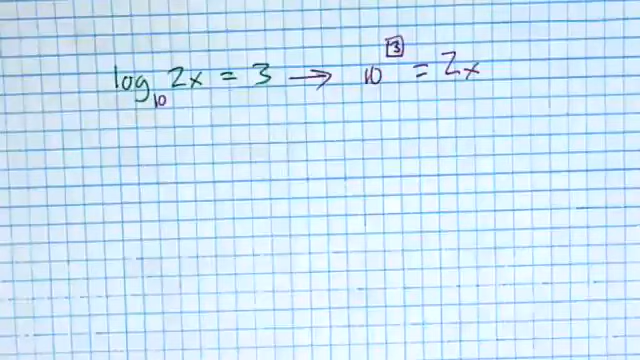 log₁₀ 2x = 3 → 10³ = 2x